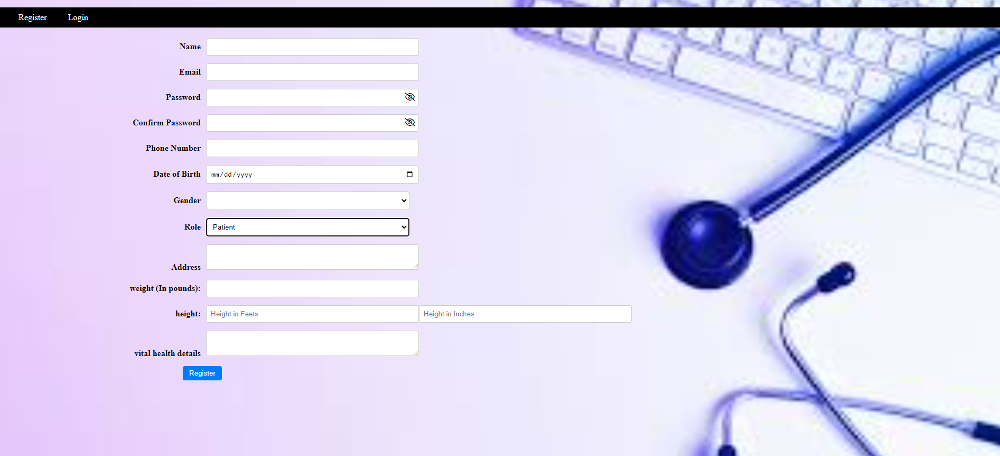 Register Login
Name
Email
Password
Confirm Password
Phone Number
Date of Birth mm/dd/yyyy
Gender
Role Patient
Address
weight (In pounds):
height: Height in Feets Height in Inches
vital health details
Register